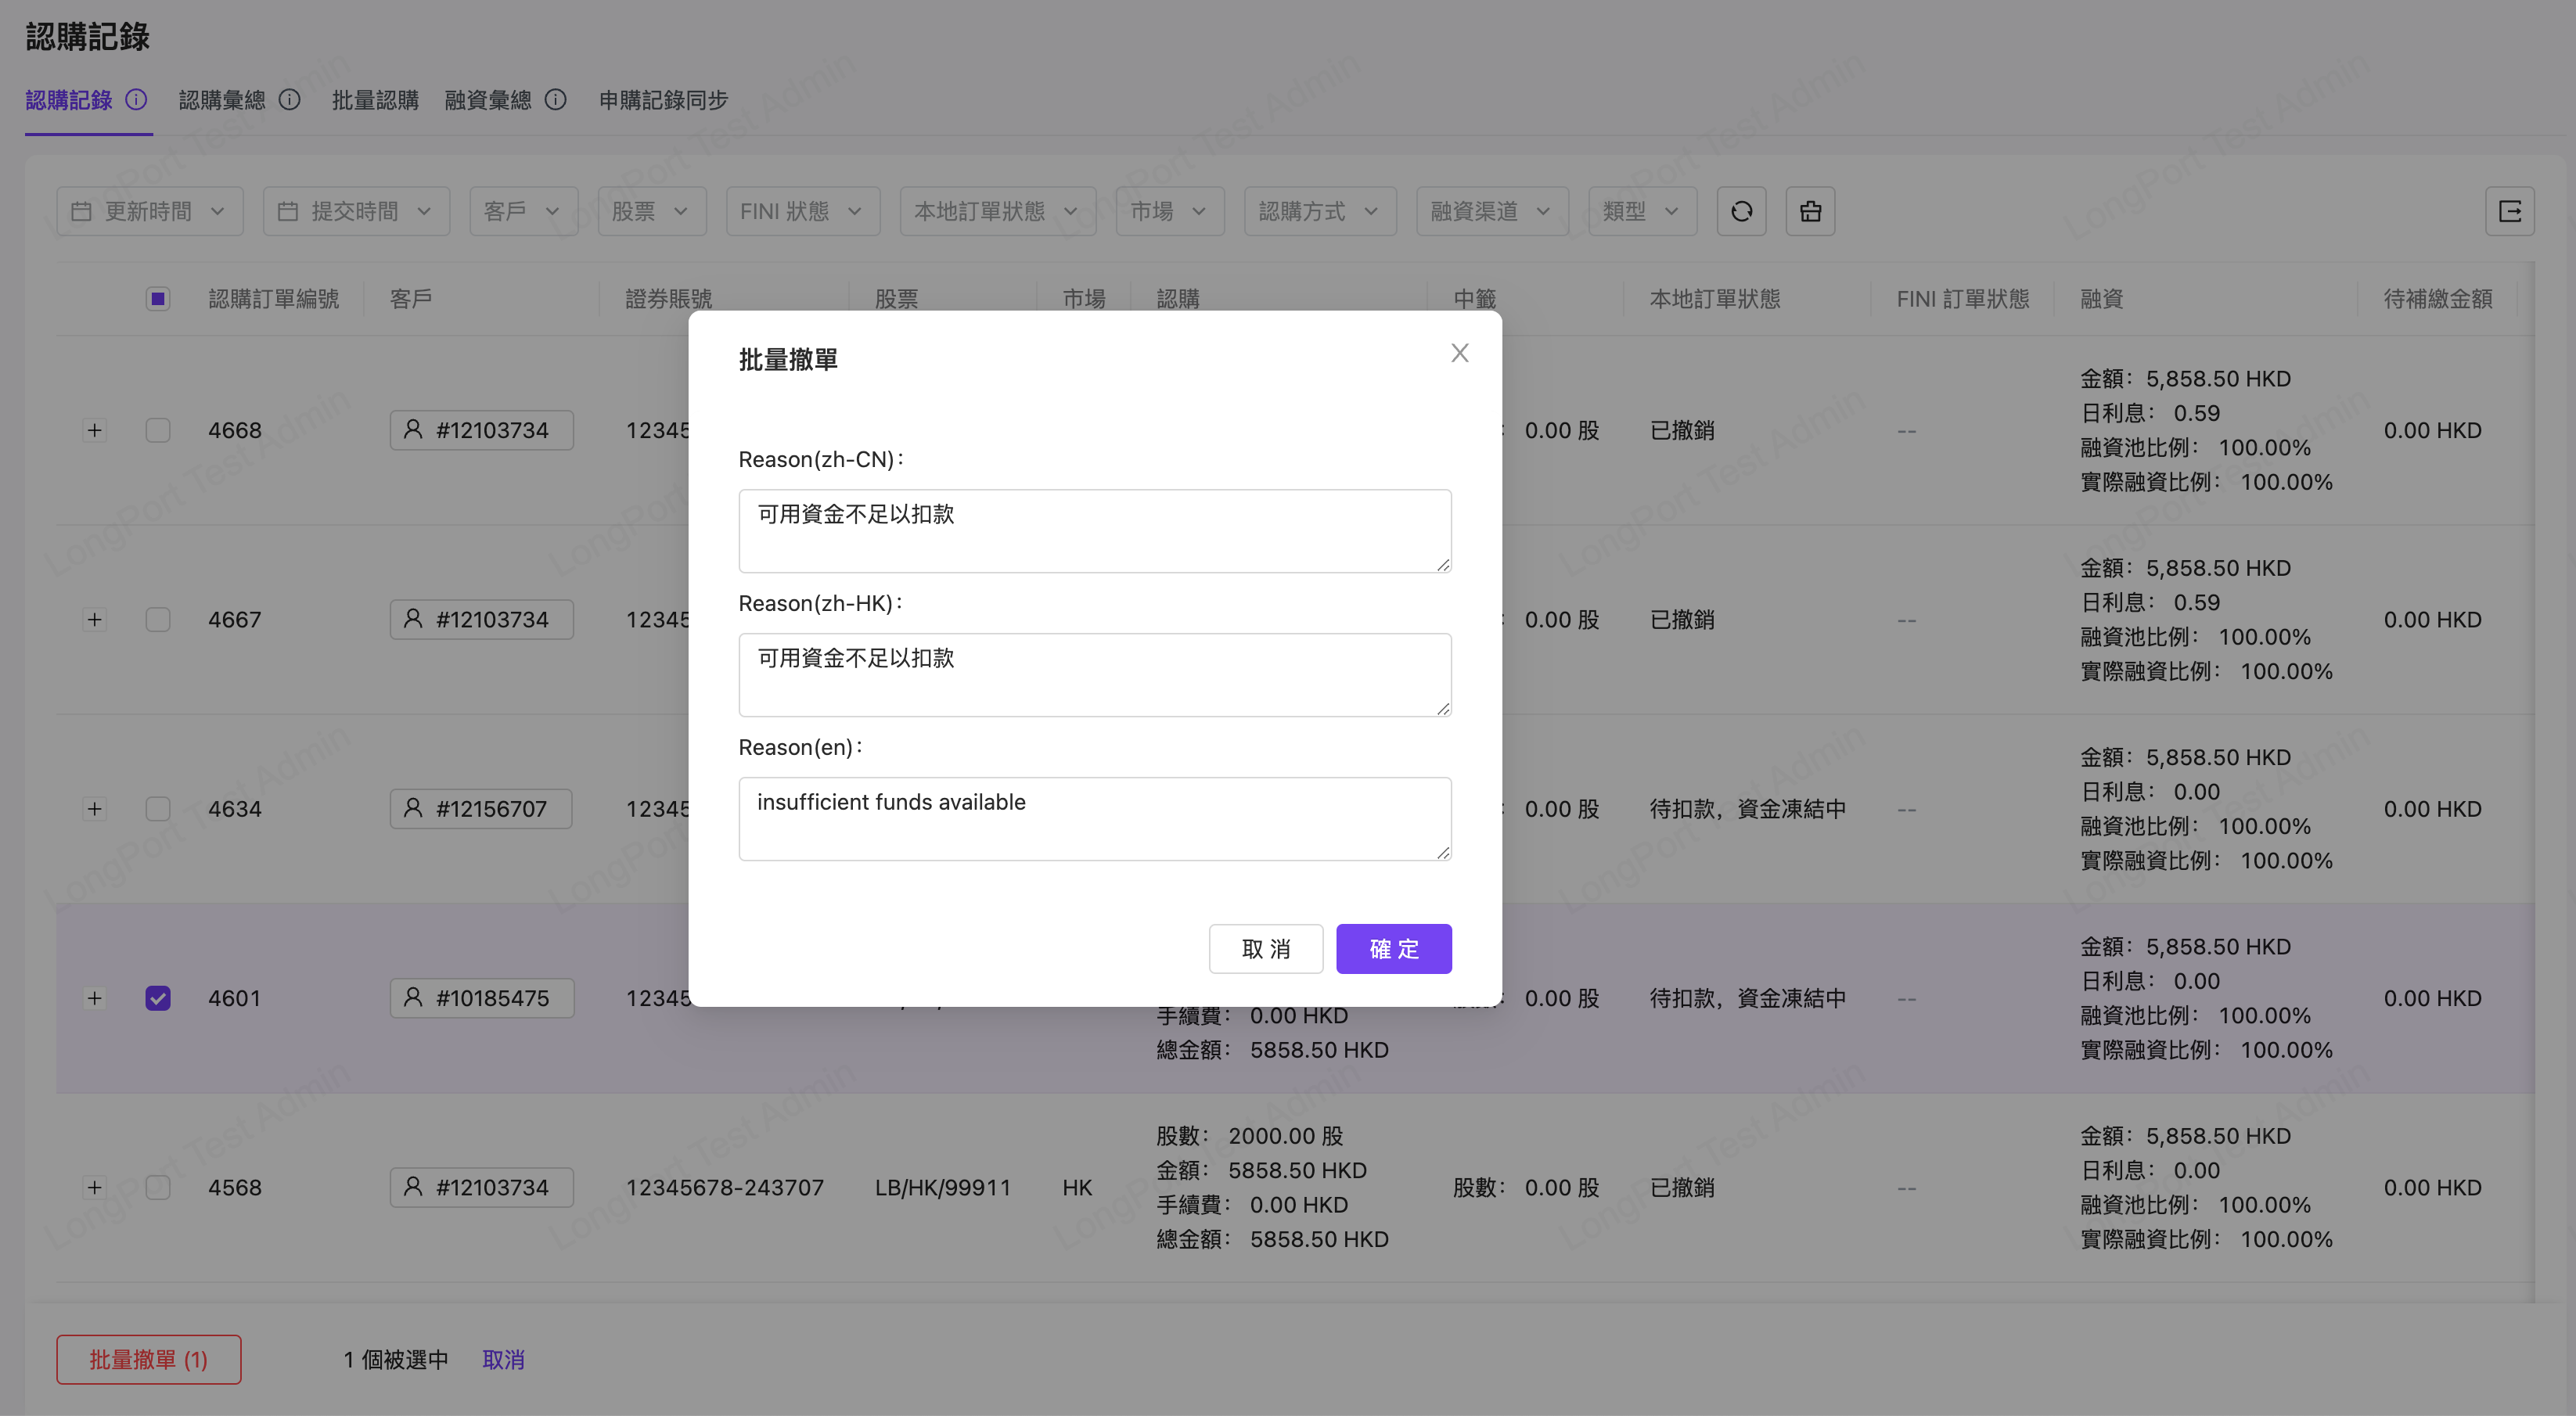 認購記錄
認購記錄 認購彙總 批量認購 融資彙總 申購記錄同步
更新時間 提交時間 客戶 股票 FINI 狀態 本地訂單狀態 市場 認購方式 融資渠道 類型
認購訂單編號 客戶 證券賬號 股票 市場 認購 中籤 本地訂單狀態 FINI 訂單狀態 融資 待補繳金額
批量撤單
金額： 5,858.50 HKD
日利息： 0.59
4668 #12103734 12345 0.00 股 已撤銷 -- 0.00 HKD
融資池比例： 100.00%
實際融資比例： 100.00%
Reason(zh-CN)：
可用資金不足以扣款
金額： 5,858.50 HKD
日利息： 0.59
4667 #12103734 12345 0.00 股 已撤銷 -- 0.00 HKD
融資池比例： 100.00%
實際融資比例： 100.00%
Reason(zh-HK)：
可用資金不足以扣款
金額： 5,858.50 HKD
日利息： 0.00
4634 #12156707 12345 0.00 股 待扣款，資金凍結中 -- 0.00 HKD
融資池比例： 100.00%
實際融資比例： 100.00%
Reason(en)：
insufficient funds available
取 消 確 定
金額： 5,858.50 HKD
日利息： 0.00
4601 #10185475 12345 0.00 股 待扣款，資金凍結中 -- 0.00 HKD
手續費： 0.00 HKD 融資池比例： 100.00%
總金額： 5858.50 HKD 實際融資比例： 100.00%
股數： 2000.00 股 金額： 5,858.50 HKD
金額： 5858.50 HKD 日利息： 0.00
4568 #12103734 12345678-243707 LB/HK/99911 HK 股數： 0.00 股 已撤銷 -- 0.00 HKD
手續費： 0.00 HKD 融資池比例： 100.00%
總金額： 5858.50 HKD 實際融資比例： 100.00%
批量撤單 (1) 1 個被選中 取消
LongPort Test Admin